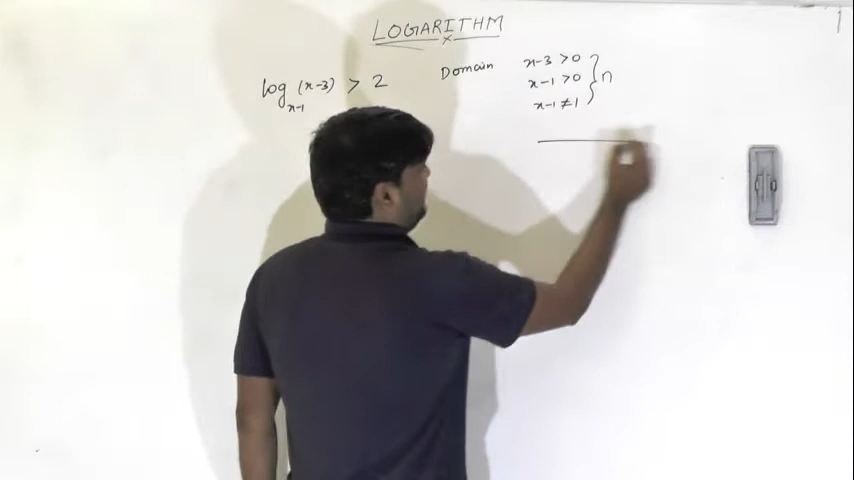 LOGARITHM
log x-1 (x-3) > 2
Domain
x-3 > 0
x-1 > 0
x-1 ≠ 1
} ∩